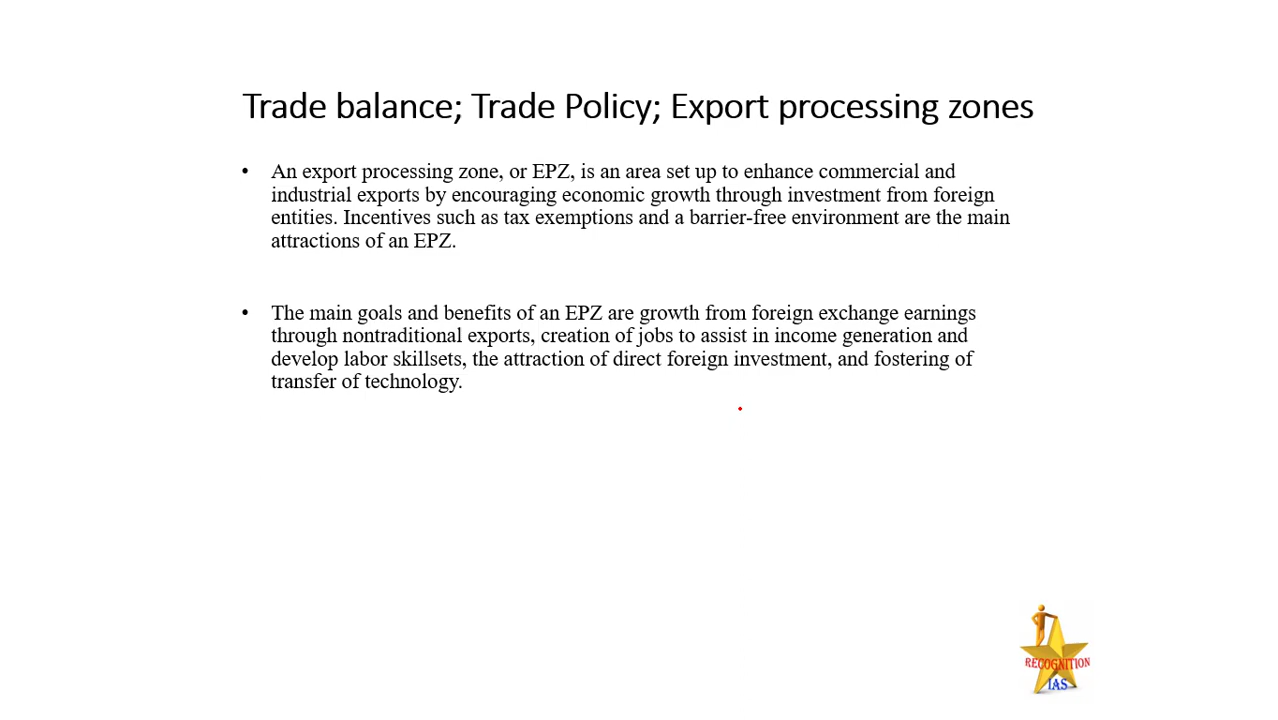 Trade balance; Trade Policy; Export processing zones
• An export processing zone, or EPZ, is an area set up to enhance commercial and
industrial exports by encouraging economic growth through investment from foreign
entities. Incentives such as tax exemptions and a barrier-free environment are the main
attractions of an EPZ.
• The main goals and benefits of an EPZ are growth from foreign exchange earnings
through nontraditional exports, creation of jobs to assist in income generation and
develop labor skillsets, the attraction of direct foreign investment, and fostering of
transfer of technology.
RECOGNITION
IAS